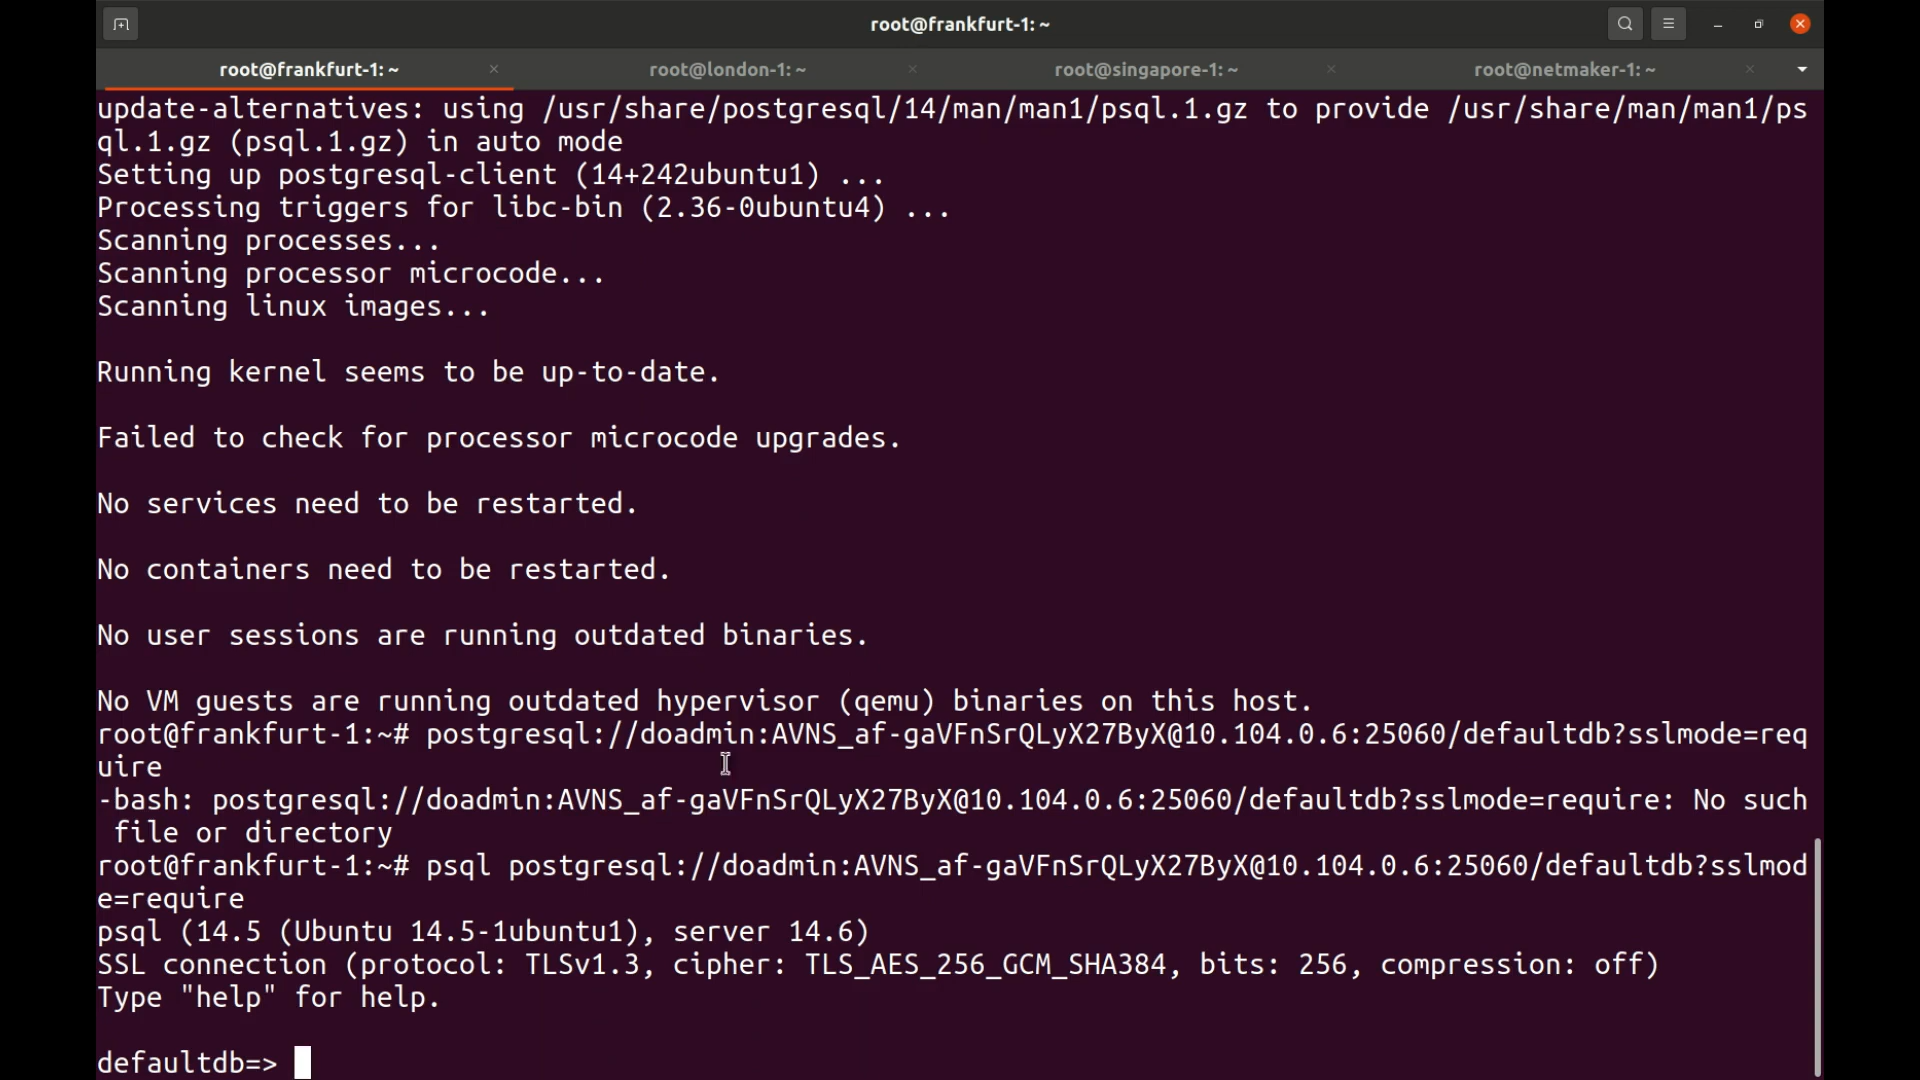 root@frankfurt-1: ~
root@frankfurt-1: ~
root@london-1: ~
root@singapore-1: ~
root@netmaker-1: ~
update-alternatives: using /usr/share/postgresql/14/man/man1/psql.1.gz to provide /usr/share/man/man1/ps
ql.1.gz (psql.1.gz) in auto mode
Setting up postgresql-client (14+242ubuntu1) ...
Processing triggers for libc-bin (2.36-0ubuntu4) ...
Scanning processes...
Scanning processor microcode...
Scanning linux images...
Running kernel seems to be up-to-date.
Failed to check for processor microcode upgrades.
No services need to be restarted.
No containers need to be restarted.
No user sessions are running outdated binaries.
No VM guests are running outdated hypervisor (qemu) binaries on this host.
root@frankfurt-1:~# postgresql://doadmin:AVNS_af-gaVFnSrQLyX27ByX@10.104.0.6:25060/defaultdb?sslmode=req
uire
-bash: postgresql://doadmin:AVNS_af-gaVFnSrQLyX27ByX@10.104.0.6:25060/defaultdb?sslmode=require: No such
 file or directory
root@frankfurt-1:~# psql postgresql://doadmin:AVNS_af-gaVFnSrQLyX27ByX@10.104.0.6:25060/defaultdb?sslmod
e=require
psql (14.5 (Ubuntu 14.5-1ubuntu1), server 14.6)
SSL connection (protocol: TLSv1.3, cipher: TLS_AES_256_GCM_SHA384, bits: 256, compression: off)
Type "help" for help.
defaultdb=>